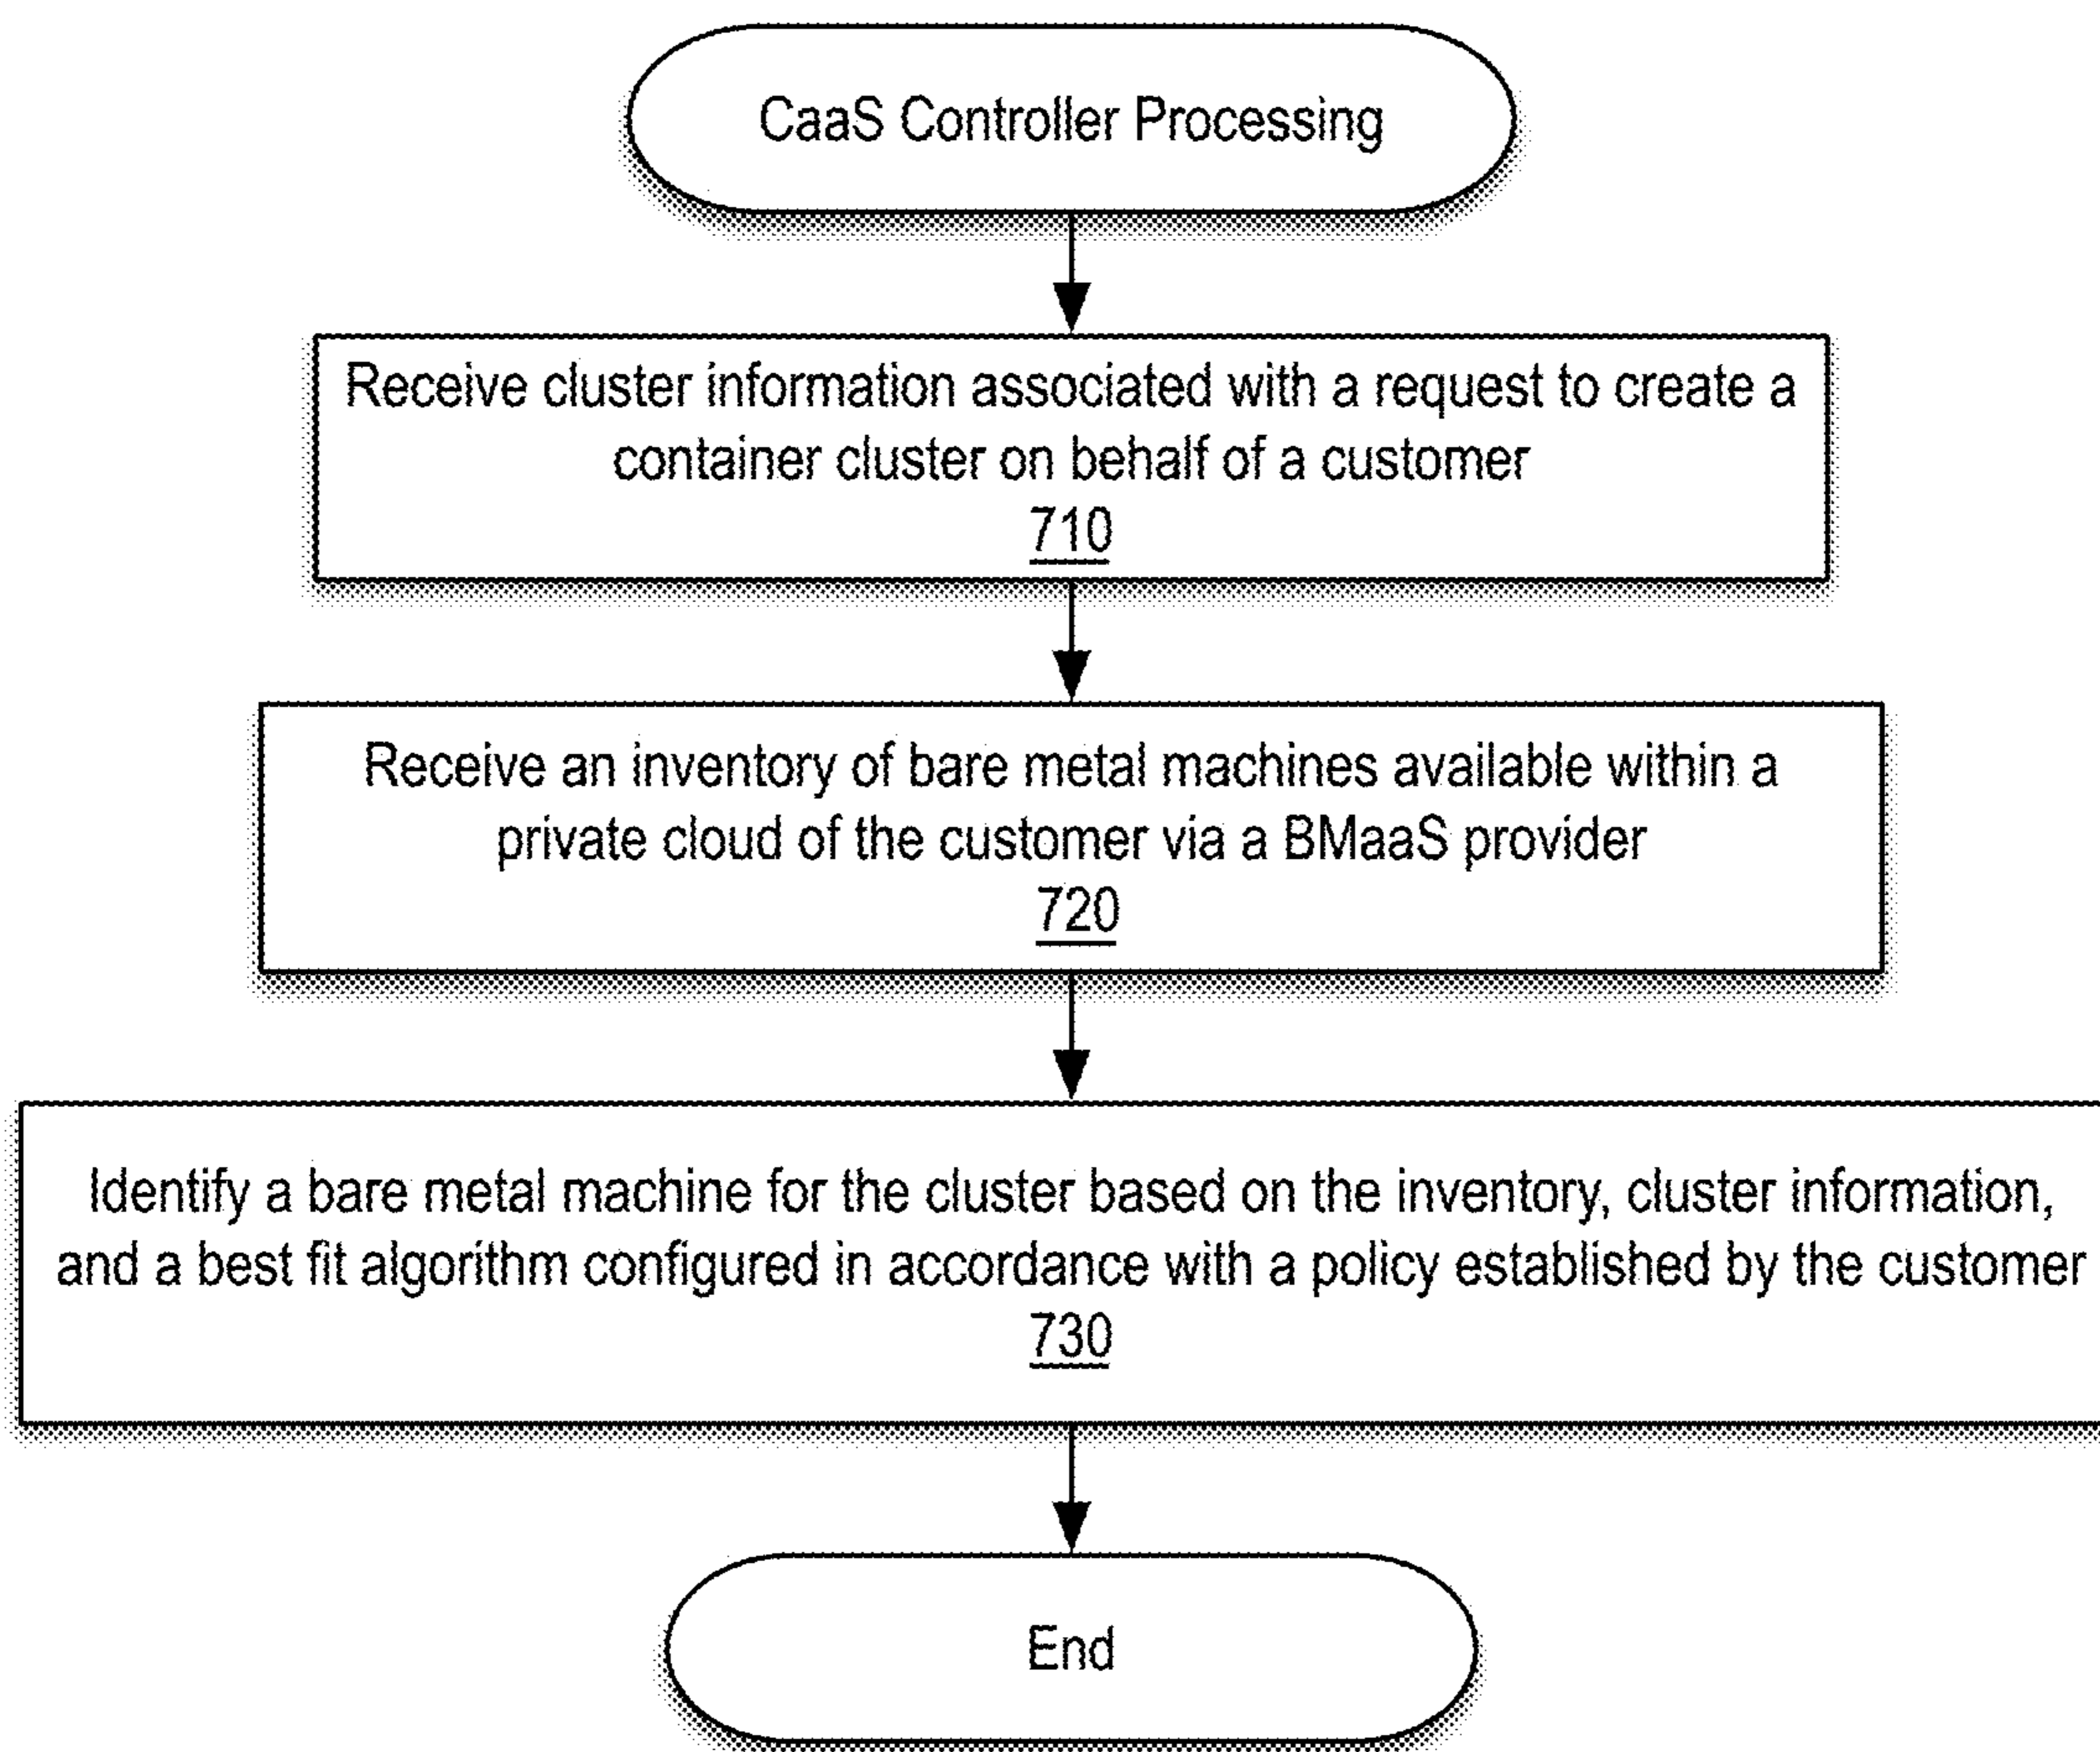 CaaS Controller Processing
Receive cluster information associated with a request to create a
container cluster on behalf of a customer
710
Receive an inventory of bare metal machines available within a
private cloud of the customer via a BMaaS provider
720
Identify a bare metal machine for the cluster based on the inventory, cluster information,
and a best fit algorithm configured in accordance with a policy established by the customer
730
End